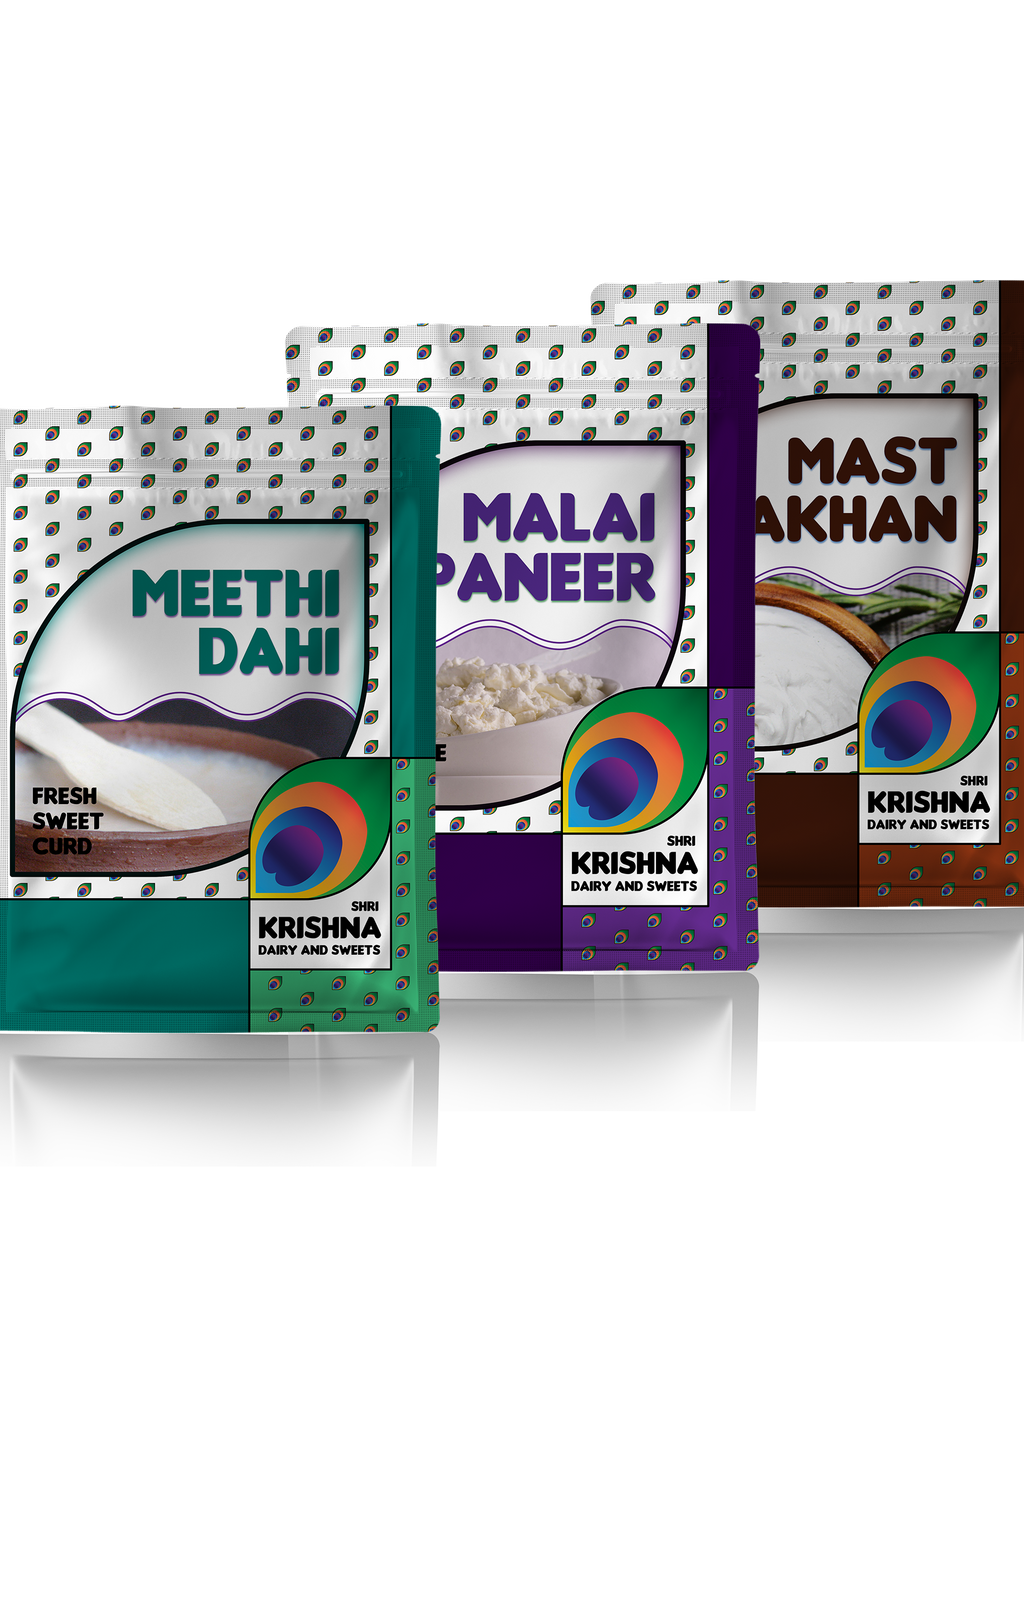 MEETHI
DAHI
FRESH
SWEET
CURD
SHRI
KRISHNA
DAIRY AND SWEETS
MALAI
PANEER
SHRI
KRISHNA
DAIRY AND SWEETS
MAST
AKHAN
SHRI
KRISHNA
DAIRY AND SWEETS